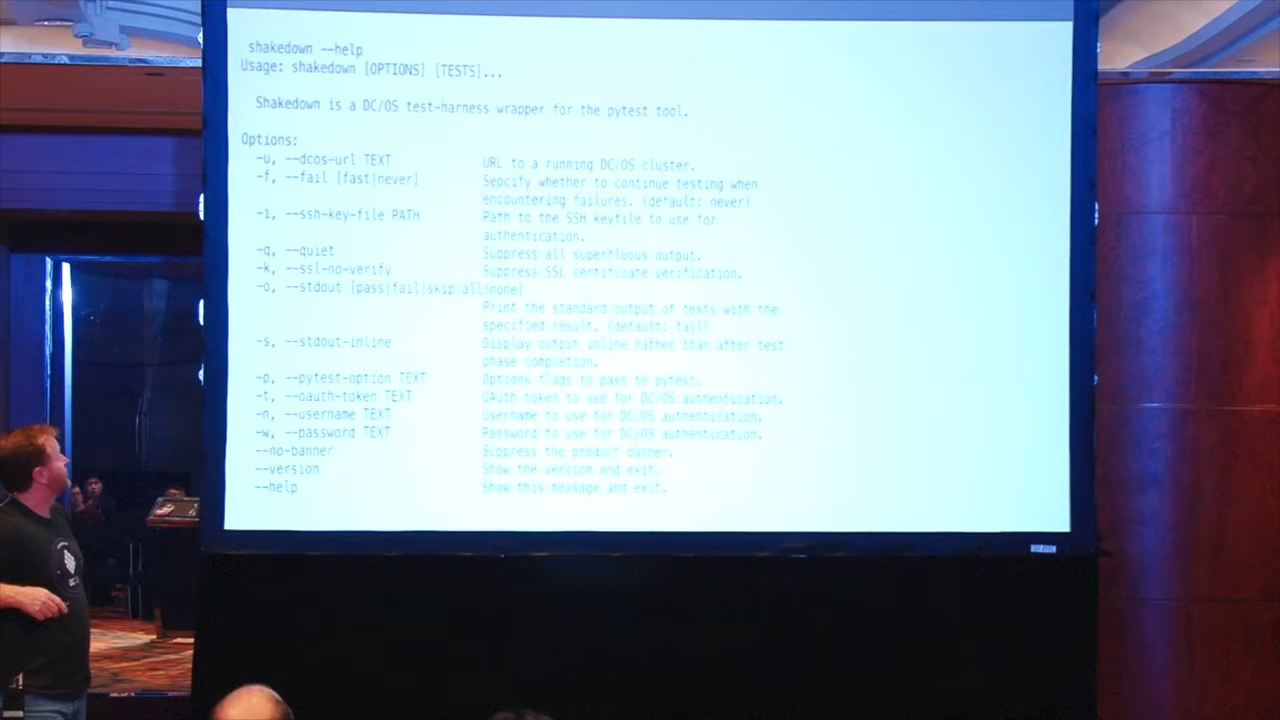 shakedown --help
Usage: shakedown [OPTIONS] [TESTS]...
Shakedown is a DC/OS test-harness wrapper for the pytest tool.
Options:
-u, --dcos-url TEXT URL to a running DC/OS cluster.
-f, --fail [fast|never] Sepcify whether to continue testing when
encountering failures. (default: never)
-i, --ssh-key-file PATH Path to the SSH keyfile to use for
authentication.
-q, --quiet Suppress all superfluous output.
-k, --ssl-no-verify Suppress SSL certificate verification.
-o, --stdout [pass|fail|skip|all|none]
Print the standard output of tests with the
specified result. (default: fail)
-s, --stdout-inline Display output inline rather than after test
phase completion.
-p, --pytest-option TEXT Options flags to pass to pytest.
-t, --oauth-token TEXT OAuth token to use for DC/OS authentication.
-n, --username TEXT Username to use for DC/OS authentication.
-w, --password TEXT Password to use for DC/OS authentication.
--no-banner Suppress the product banner.
--version Show the version and exit.
--help Show this message and exit.